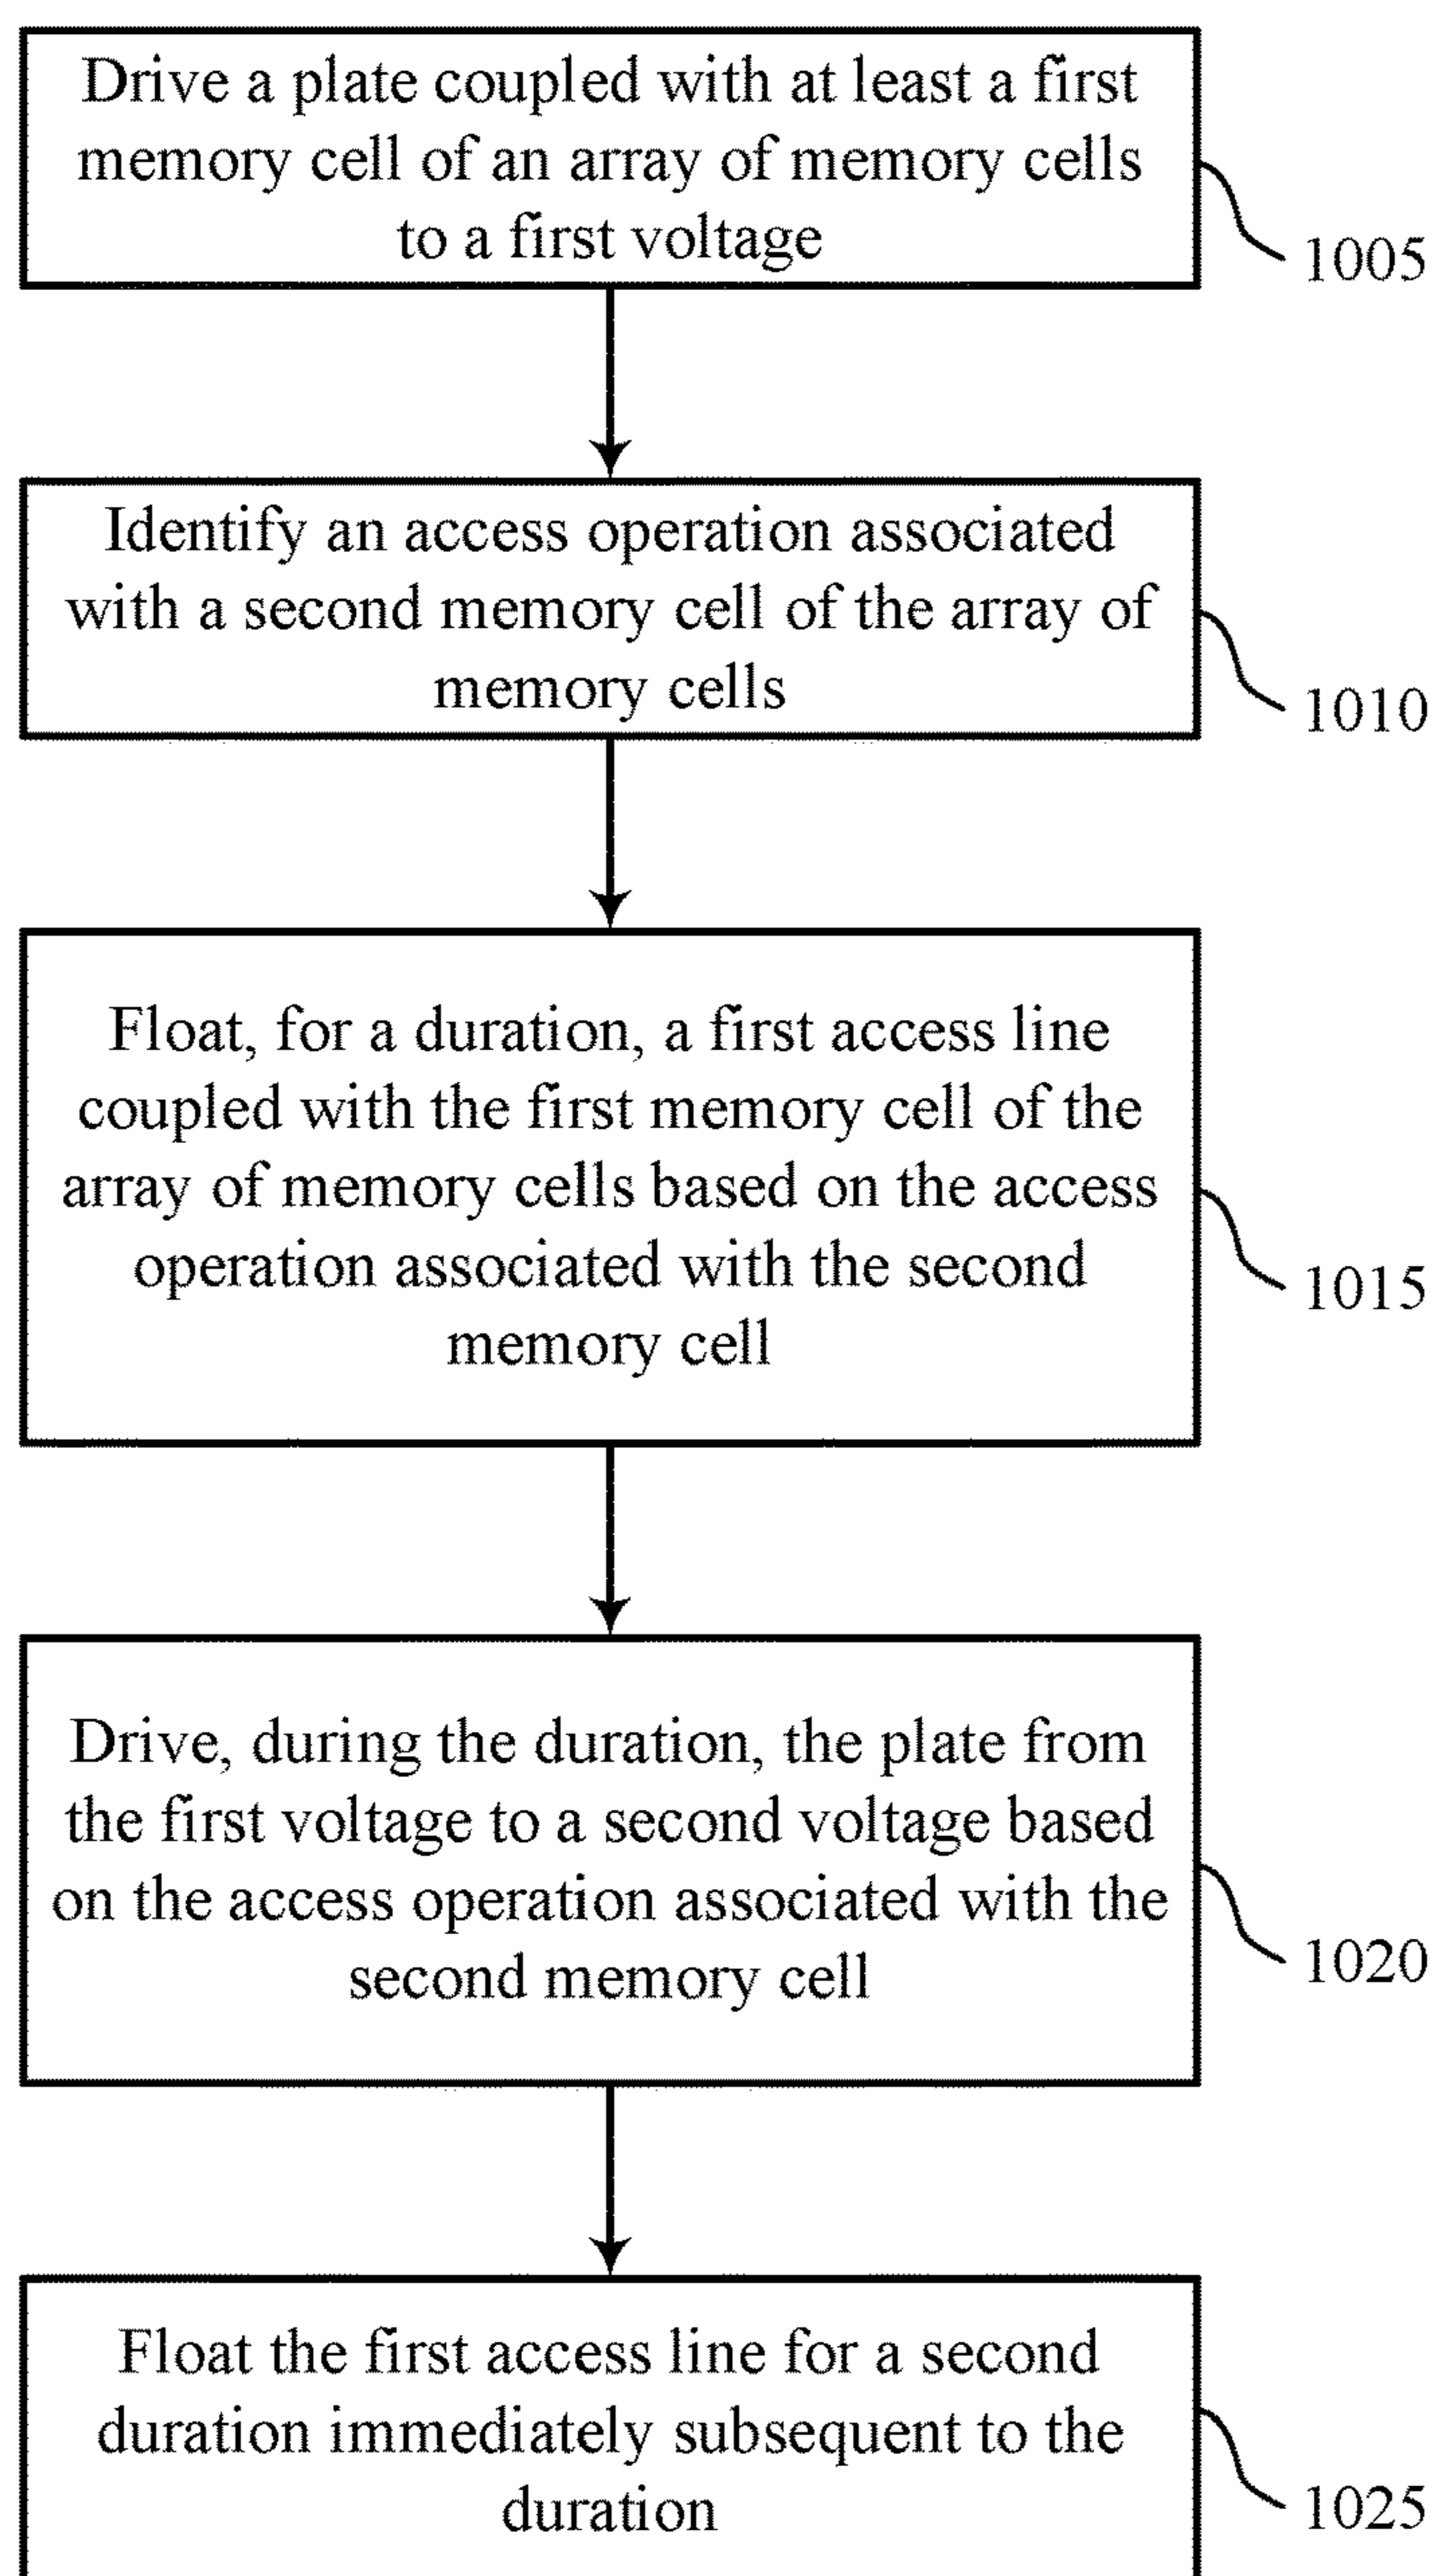 Drive a plate coupled with at least a first
memory cell of an array of memory cells
to a first voltage
1005
Identify an access operation associated
with a second memory cell of the array of
memory cells
1010
Float, for a duration, a first access line
coupled with the first memory cell of the
array of memory cells based on the access
operation associated with the second
memory cell
1015
Drive, during the duration, the plate from
the first voltage to a second voltage based
on the access operation associated with the
second memory cell
1020
Float the first access line for a second
duration immediately subsequent to the
duration
1025